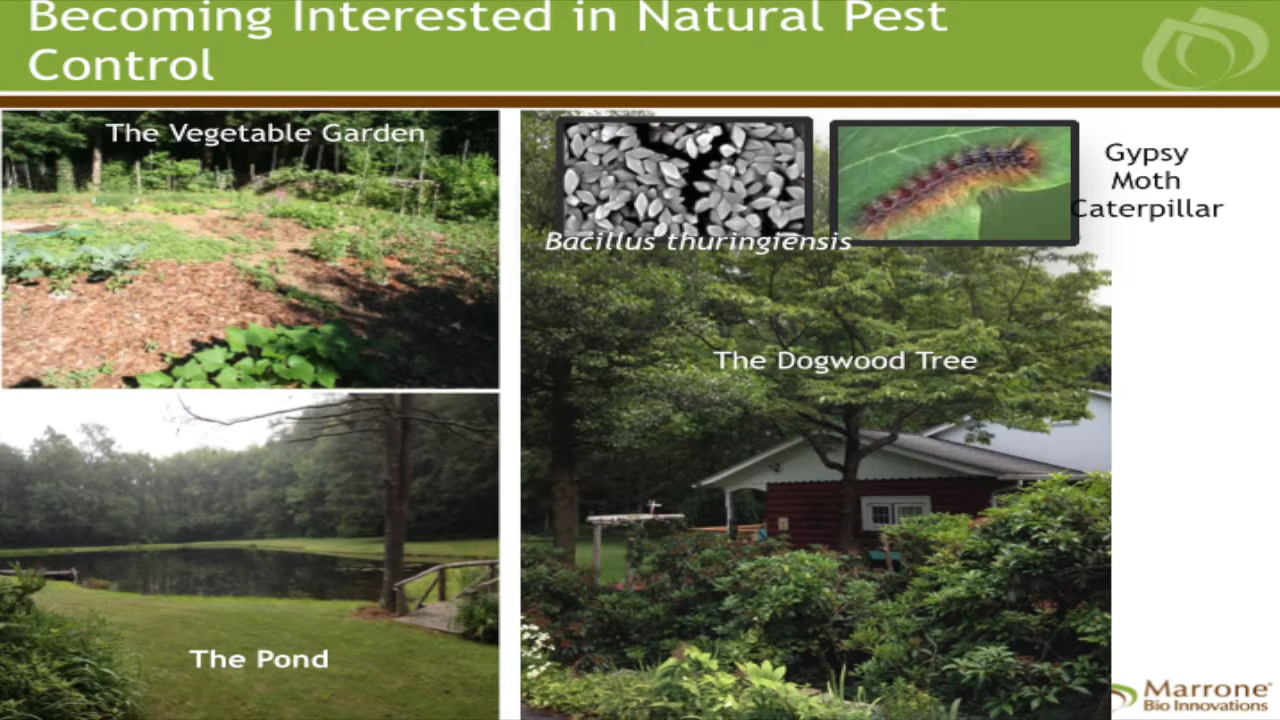 Becoming Interested in Natural Pest
Control
The Vegetable Garden
Gypsy
Moth
Caterpillar
Bacillus thuringiensis
The Dogwood Tree
The Pond
Marrone
Bio Innovations